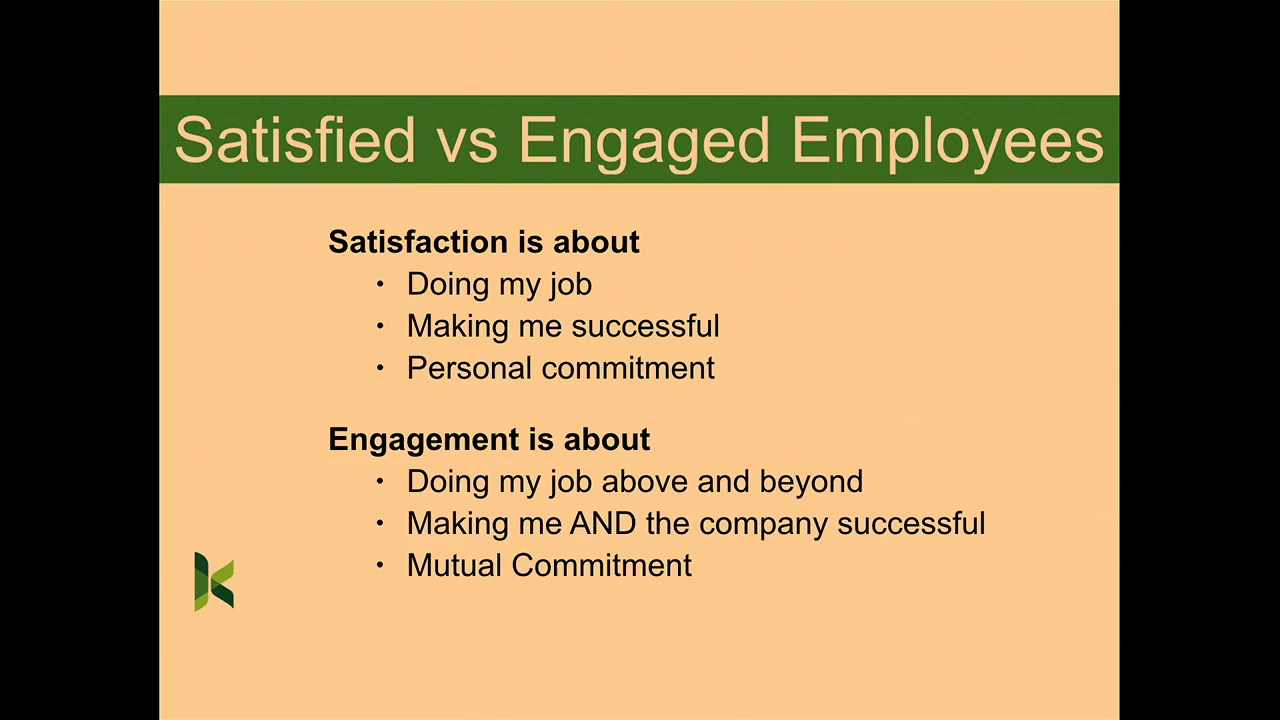 Satisfied vs Engaged Employees
Satisfaction is about
• Doing my job
• Making me successful
• Personal commitment
Engagement is about
• Doing my job above and beyond
• Making me AND the company successful
• Mutual Commitment